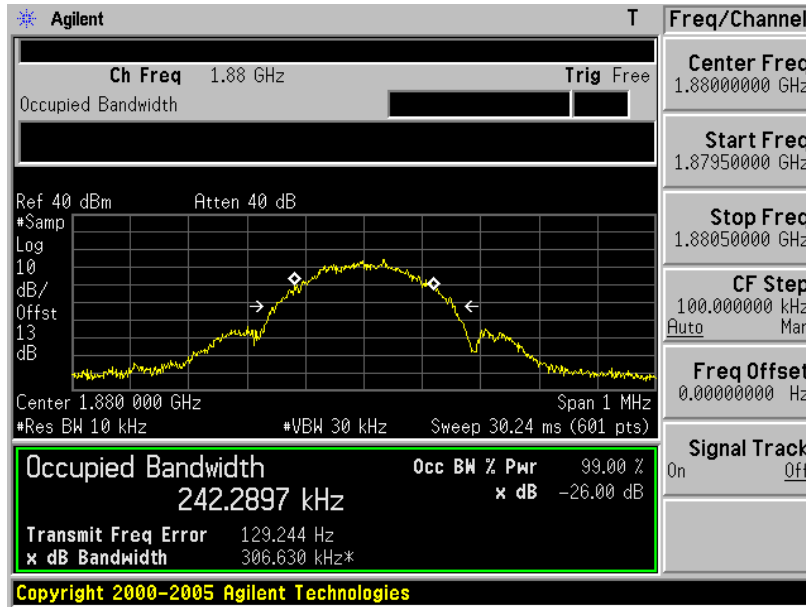 Agilent T Freq/Channel
Ch Freq 1.88 GHz Trig Free
Occupied Bandwidth
Center Freq
1.88000000 GHz
Start Freq
1.87950000 GHz
Stop Freq
1.88050000 GHz
CF Step
100.000000 kHz
Auto Man
Freq Offset
0.00000000 Hz
Signal Track
On Off
Ref 40 dBm Atten 40 dB
#Samp
Log
10
dB/
Offst
13
dB
Center 1.880 000 GHz Span 1 MHz
#Res BW 10 kHz #VBW 30 kHz Sweep 30.24 ms (601 pts)
Occupied Bandwidth
242.2897 kHz
Occ BW % Pwr 99.00 %
x dB -26.00 dB
Transmit Freq Error 129.244 Hz
x dB Bandwidth 306.630 kHz*
Copyright 2000-2005 Agilent Technologies